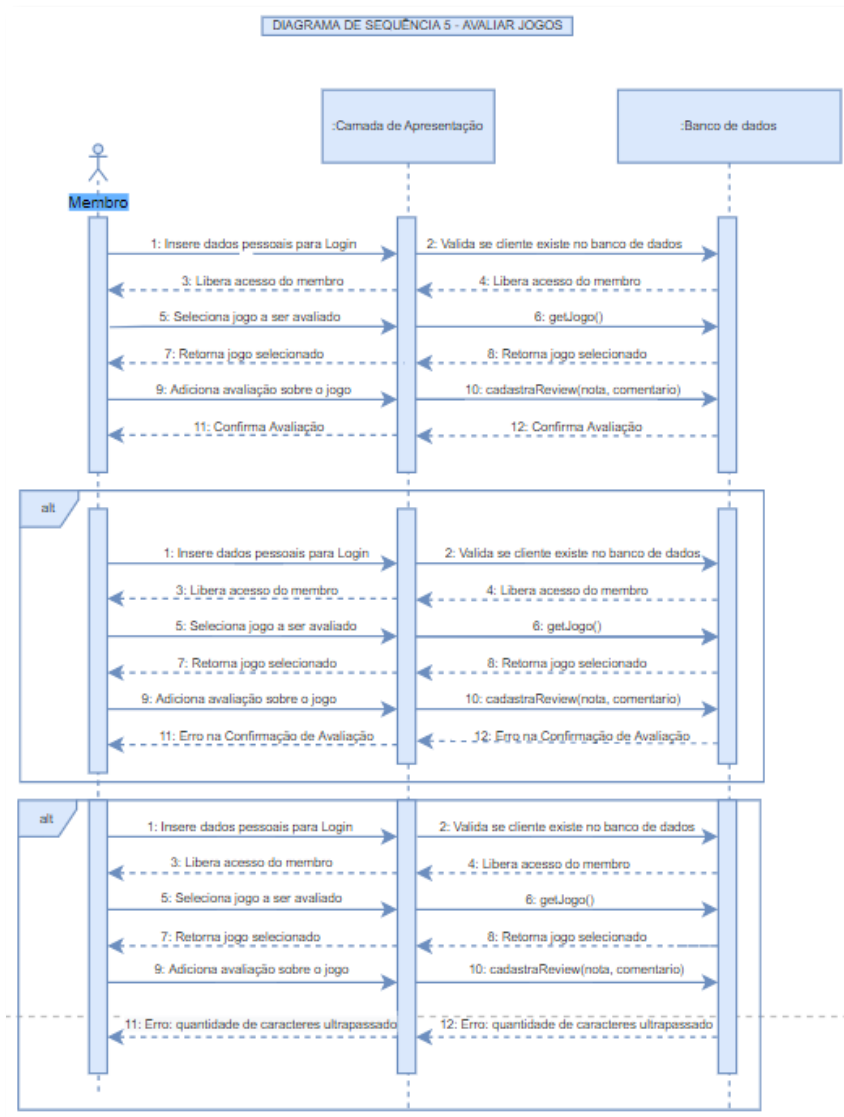 DIAGRAMA DE SEQUÊNCIA 5 - AVALIAR JOGOS
:Camada de Apresentação
:Banco de dados
Membro
1: Insere dados pessoais para Login
2: Valida se cliente existe no banco de dados
3: Libera acesso do membro
4: Libera acesso do membro
5: Seleciona jogo a ser avaliado
6: getJogo()
7: Retorna jogo selecionado
8: Retorna jogo selecionado
9: Adiciona avaliação sobre o jogo
10: cadastraReview(nota, comentario)
11: Confirma Avaliação
12: Confirma Avaliação
alt
1: Insere dados pessoais para Login
2: Valida se cliente existe no banco de dados
3: Libera acesso do membro
4: Libera acesso do membro
5: Seleciona jogo a ser avaliado
6: getJogo()
7: Retorna jogo selecionado
8: Retorna jogo selecionado
9: Adiciona avaliação sobre o jogo
10: cadastraReview(nota, comentario)
11: Erro na Confirmação de Avaliação
12: Erro na Confirmação de Avaliação
alt
1: Insere dados pessoais para Login
2: Valida se cliente existe no banco de dados
3: Libera acesso do membro
4: Libera acesso do membro
5: Seleciona jogo a ser avaliado
6: getJogo()
7: Retorna jogo selecionado
8: Retorna jogo selecionado
9: Adiciona avaliação sobre o jogo
10: cadastraReview(nota, comentario)
11: Erro: quantidade de caracteres ultrapassado
12: Erro: quantidade de caracteres ultrapassado